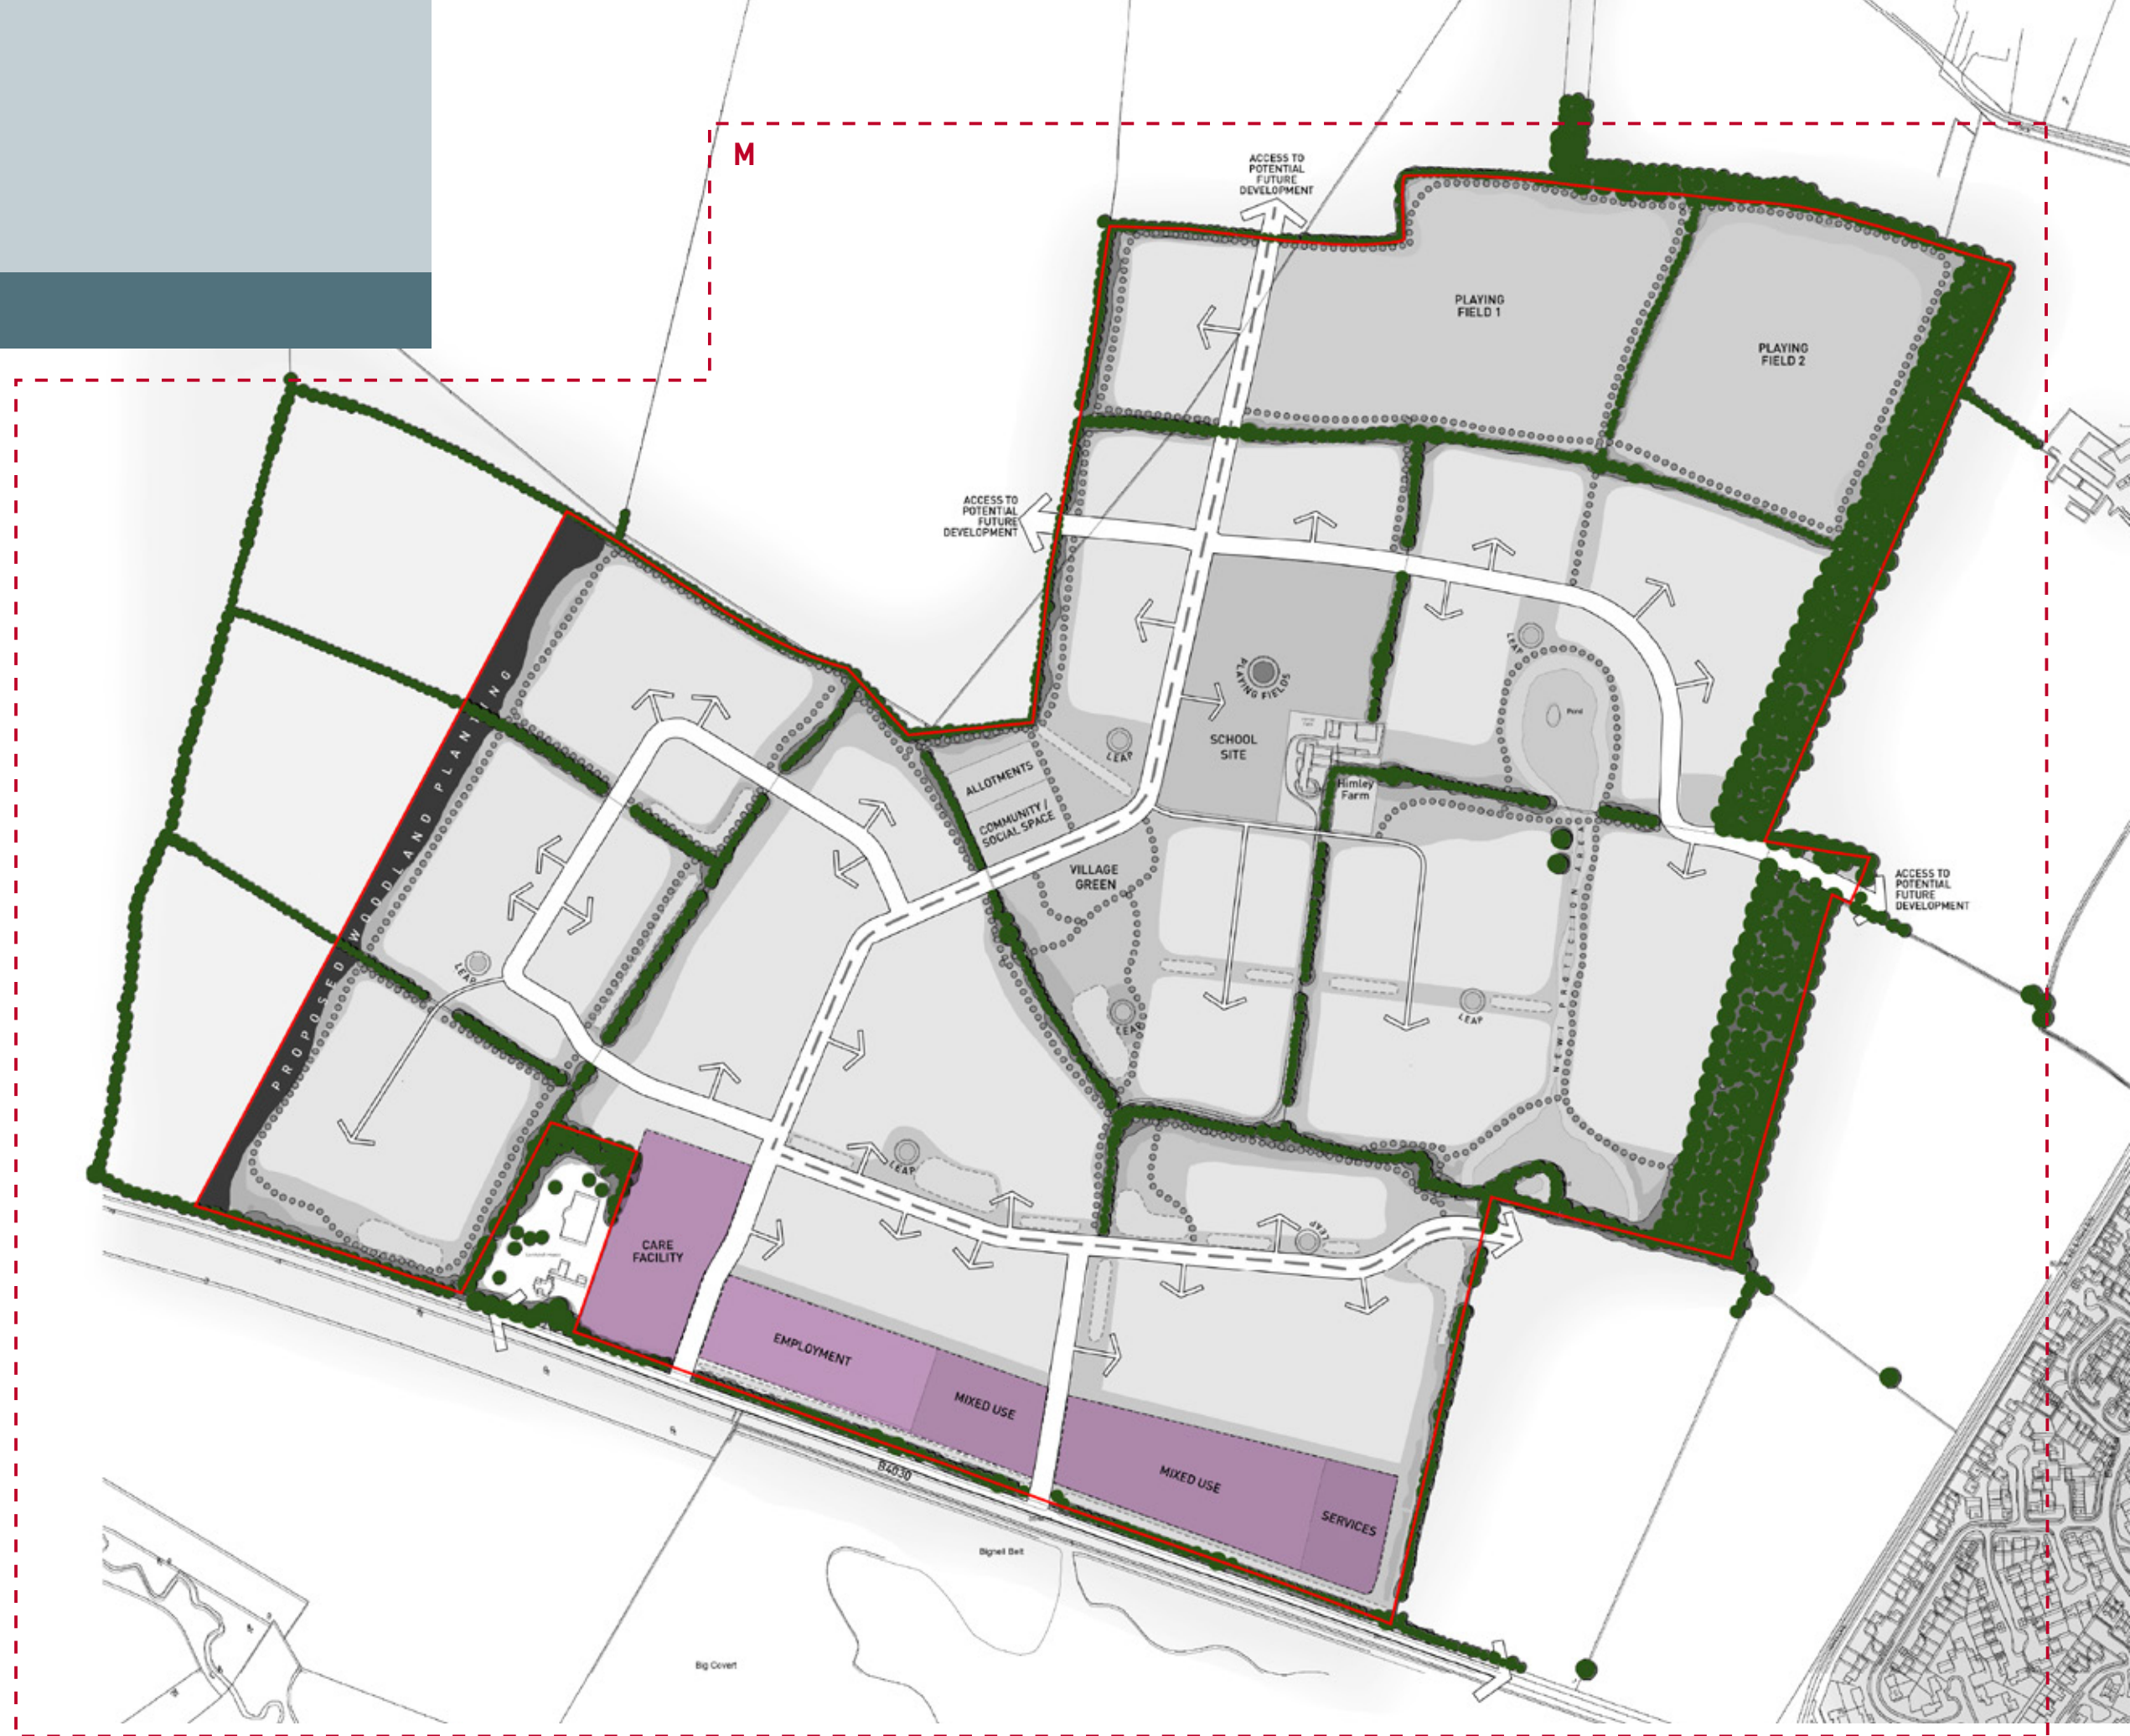 M
ACCESS TO
POTENTIAL
FUTURE
DEVELOPMENT
PLAYING
FIELD 1
PLAYING
FIELD 2
ACCESS TO
POTENTIAL
FUTURE
DEVELOPMENT
LEAP
PLAYING FIELDS
PROPOSED WOODLAND PLANTING
Pond
SCHOOL
SITE
LEAP
ALLOTMENTS
Himley
Farm
COMMUNITY /
SOCIAL SPACE
VILLAGE
GREEN
ACCESS TO
POTENTIAL
FUTURE
DEVELOPMENT
NEWT PROTECTION AREA
LEAP
LEAP
LEAP
LEAP
LEAP
CARE
FACILITY
EMPLOYMENT
MIXED USE
B4030
MIXED USE
SERVICES
Bignell Belt
Big Covert